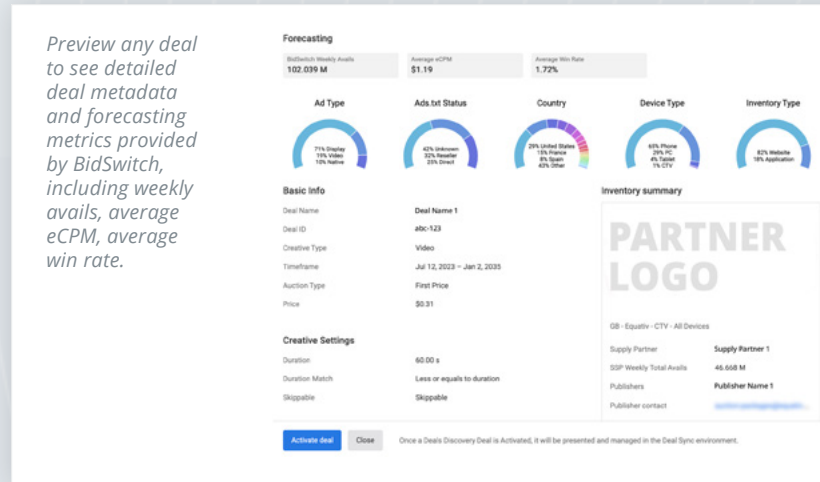 Preview any deal
to see detailed
deal metadata
and forecasting
metrics provided
by BidSwitch,
including weekly
avails, average
eCPM, average
win rate.
Forecasting
BidSwitch Weekly Avails
102.039 M
Average eCPM
$1.19
Average Win Rate
1.72%
Ad Type
71% Display
19% Video
10% Native
Ads.txt Status
42% Unknown
32% Reseller
25% Direct
Country
29% United States
15% France
8% Spain
43% Other
Device Type
65% Phone
29% PC
4% Tablet
1% CTV
Inventory Type
82% Website
18% Application
Basic Info
Deal Name Deal Name 1
Deal ID abc-123
Creative Type Video
Timeframe Jul 12, 2023 – Jan 2, 2035
Auction Type First Price
Price $0.31
Creative Settings
Duration 60.00 s
Duration Match Less or equals to duration
Skippable Skippable
Inventory summary
PARTNER
LOGO
GB - Equativ - CTV - All Devices
Supply Partner Supply Partner 1
SSP Weekly Total Avails 46.668 M
Publishers Publisher Name 1
Publisher contact
Activate deal Close Once a Deals Discovery Deal is Activated, it will be presented and managed in the Deal Sync environment.